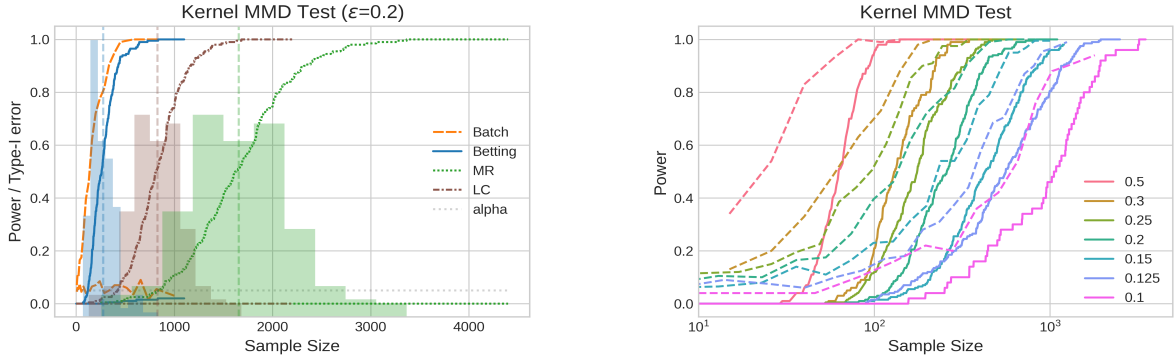 Kernel MMD Test (ε=0.2)
Power / Type-I error
1.0
0.8
0.6
0.4
0.2
0.0
Batch
Betting
MR
LC
alpha
0 1000 2000 3000 4000
Sample Size
Kernel MMD Test
Power
1.0
0.8
0.6
0.4
0.2
0.0
0.5
0.3
0.25
0.2
0.15
0.125
0.1
10¹ 10² 10³
Sample Size